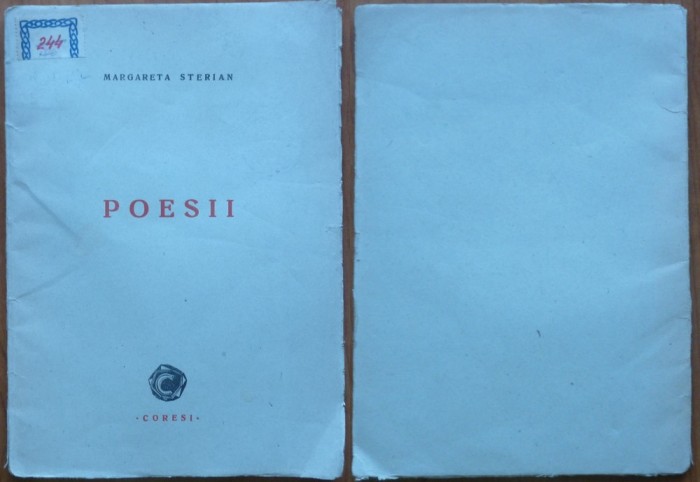 244
MARGARETA STERIAN
POESII
C
·CORESI·